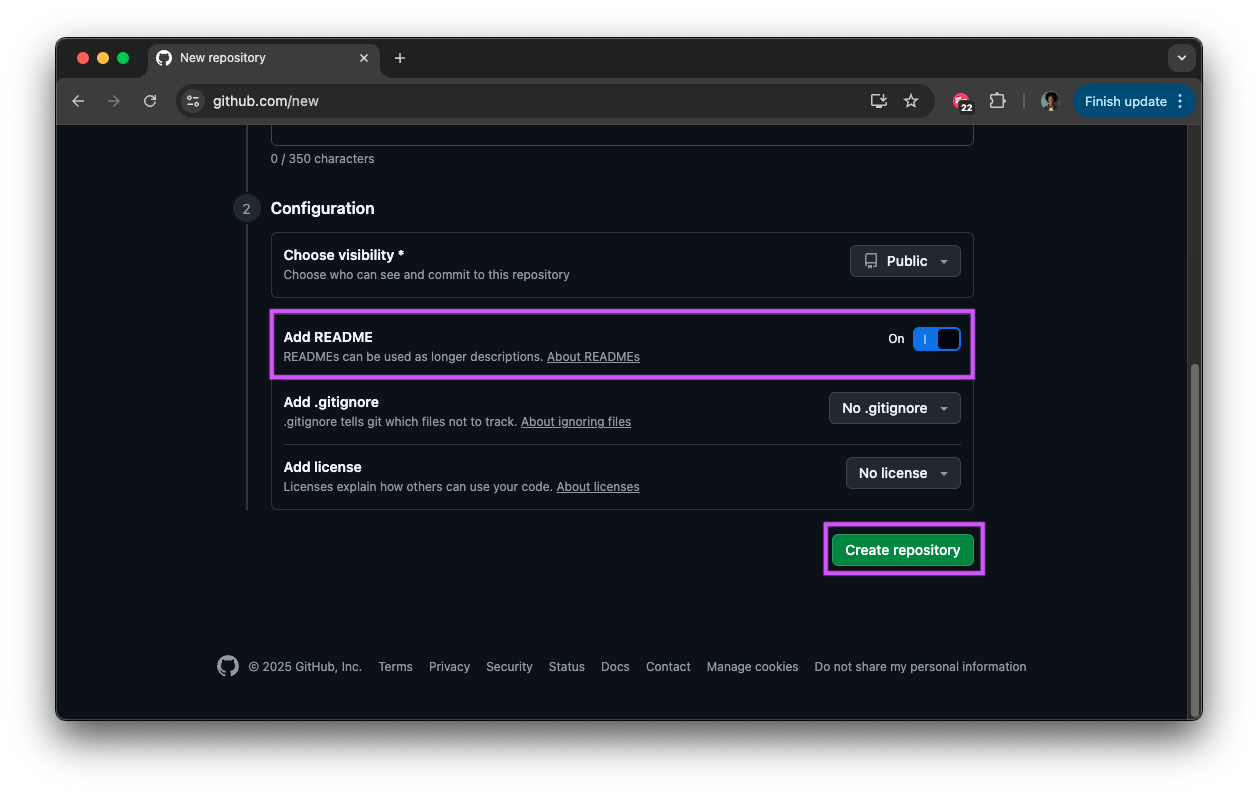 New repository
github.com/new
22
Finish update
0 / 350 characters
2
Configuration
Choose visibility *
Choose who can see and commit to this repository
Public
Add README
READMEs can be used as longer descriptions. About READMEs
On
Add .gitignore
.gitignore tells git which files not to track. About ignoring files
No .gitignore
Add license
Licenses explain how others can use your code. About licenses
No license
Create repository
© 2025 GitHub, Inc. Terms Privacy Security Status Docs Contact Manage cookies Do not share my personal information